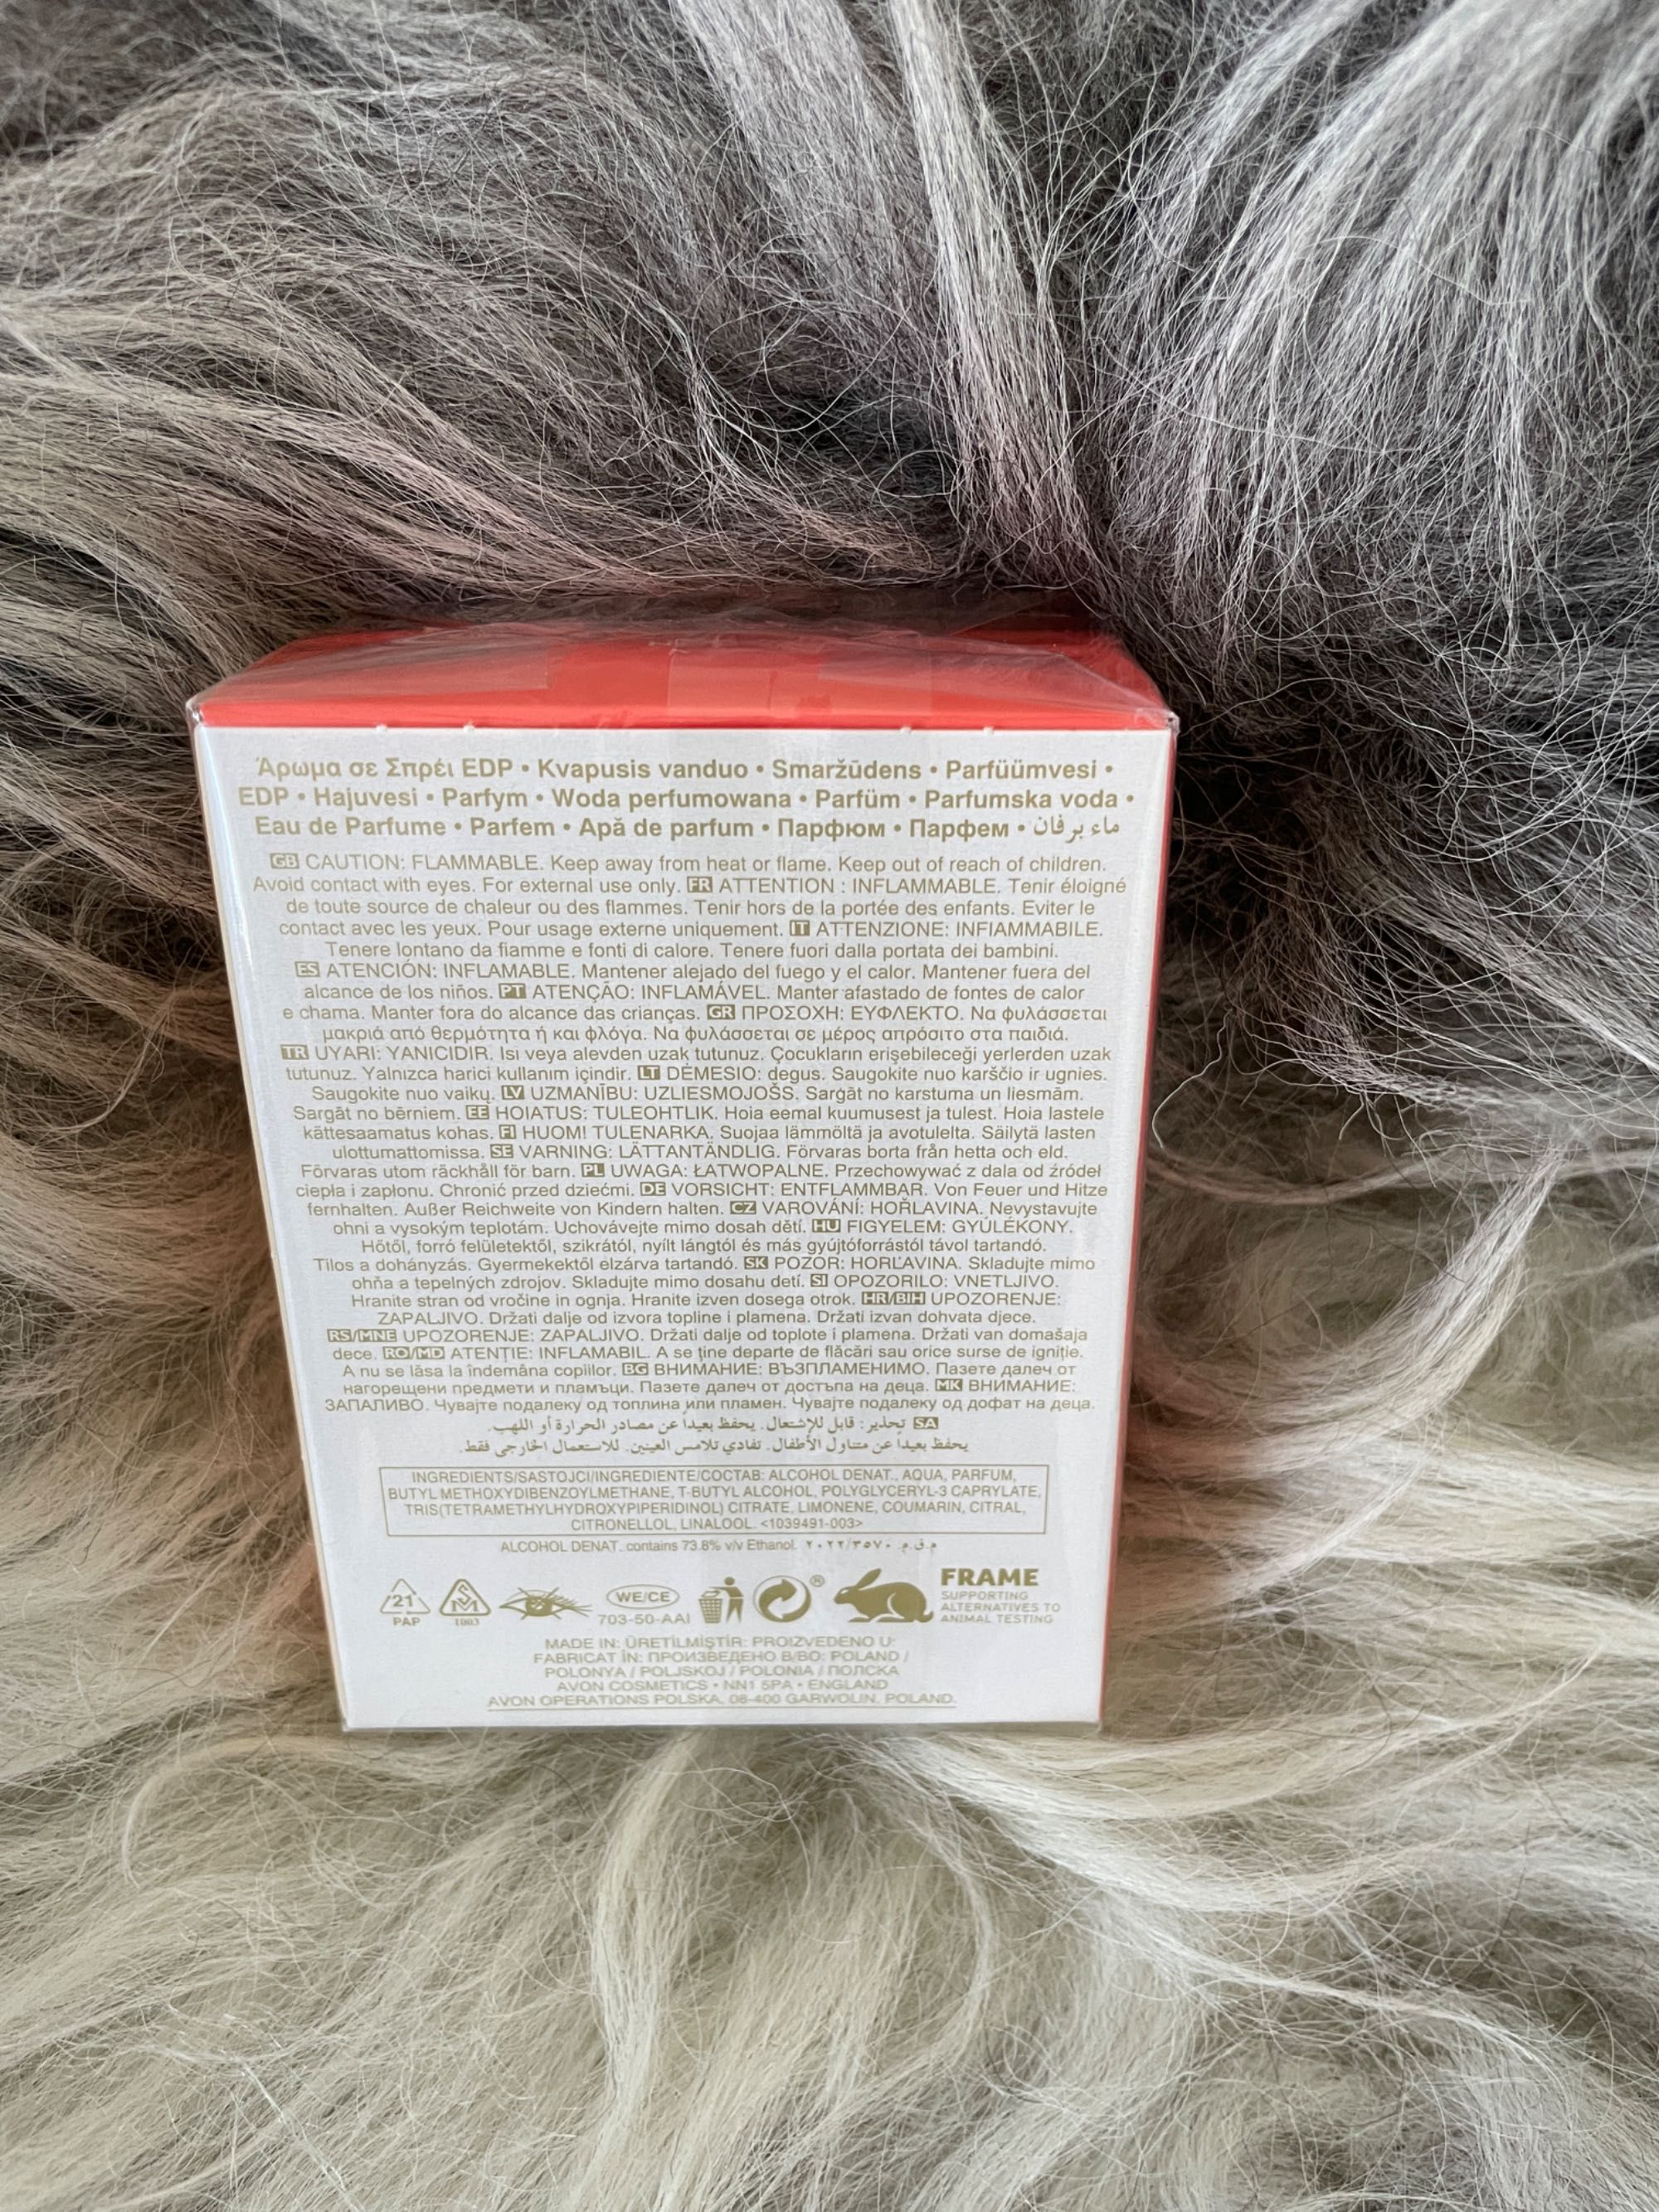 Άρωμα σε Σπρέι EDP • Kvapusis vanduo • Smaržūdens • Parfüümvesi •
EDP • Hajuvesi • Parfym • Woda perfumowana • Parfüm • Parfumska voda •
Eau de Parfume • Parfem • Apă de parfum • Парфюм • Парфем • ماء برفان
GB CAUTION: FLAMMABLE. Keep away from heat or flame. Keep out of reach of children.
Avoid contact with eyes. For external use only. FR ATTENTION : INFLAMMABLE. Tenir éloigné
de toute source de chaleur ou des flammes. Tenir hors de la portée des enfants. Eviter le
contact avec les yeux. Pour usage externe uniquement. IT ATTENZIONE: INFIAMMABILE.
Tenere lontano da fiamme e fonti di calore. Tenere fuori dalla portata dei bambini.
ES ATENCIÓN: INFLAMABLE. Mantener alejado del fuego y el calor. Mantener fuera del
alcance de los niños. PT ATENÇÃO: INFLAMÁVEL. Manter afastado de fontes de calor
e chama. Manter fora do alcance das crianças. GR ΠΡΟΣΟΧΗ: ΕΥΦΛΕΚΤΟ. Να φυλάσσεται
μακριά από θερμότητα ή και φλόγα. Να φυλάσσεται σε μέρος απρόσιτο στα παιδιά.
TR UYARI: YANICIDIR. Isı veya alevden uzak tutunuz. Çocukların erişebileceği yerlerden uzak
tutunuz. Yalnızca harici kullanım içindir. LT DĖMESIO: degus. Saugokite nuo karščio ir ugnies.
Saugokite nuo vaikų. LV UZMANĪBU: UZLIESMOJOŠS. Sargāt no karstuma un liesmām.
Sargāt no bērniem. EE HOIATUS: TULEOHTLIK. Hoia eemal kuumusest ja tulest. Hoia lastele
kättesaamatus kohas. FI HUOM! TULENARKA. Suojaa lämmöltä ja avotulelta. Säilytä lasten
ulottumattomissa. SE VARNING: LÄTTANTÄNDLIG. Förvaras borta från hetta och eld.
Förvaras utom räckhåll för barn. PL UWAGA: ŁATWOPALNE. Przechowywać z dala od źródeł
ciepła i zapłonu. Chronić przed dziećmi. DE VORSICHT: ENTFLAMMBAR. Von Feuer und Hitze
fernhalten. Außer Reichweite von Kindern halten. CZ VAROVÁNÍ: HOŘLAVINA. Nevystavujte
ohni a vysokým teplotám. Uchovávejte mimo dosah dětí. HU FIGYELEM: GYÚLÉKONY.
Hőtől, forró felületektől, szikrától, nyílt lángtól és más gyújtóforrástól távol tartandó.
Tilos a dohányzás. Gyermekektől elzárva tartandó. SK POZOR: HORĽAVINA. Skladujte mimo
ohňa a tepelných zdrojov. Skladujte mimo dosahu detí. SI OPOZORILO: VNETLJIVO.
Hranite stran od vročine in ognja. Hranite izven dosega otrok. HR/BIH UPOZORENJE:
ZAPALJIVO. Držati dalje od izvora topline i plamena. Držati izvan dohvata djece.
RS/MNE UPOZORENJE: ZAPALJIVO. Držati dalje od toplote i plamena. Držati van domašaja
dece. RO/MD ATENŢIE: INFLAMABIL. A se ţine departe de flăcări sau orice surse de igniţie.
A nu se lăsa la îndemâna copiilor. BG ВНИМАНИЕ: ВЪЗПЛАМЕНИМО. Пазете далеч от
нагорещени предмети и пламъци. Пазете далеч от достъпа на деца. MK ВНИМАНИЕ:
ЗАПАЛИВО. Чувајте подалеку од топлина или пламен. Чувајте подалеку од дофат на деца.
SA تحذير: قابل للإشتعال. يحفظ بعيداً عن مصادر الحرارة أو اللهب.
يحفظ بعيداً عن متناول الأطفال. تفادي تلامس العينين. للاستعمال الخارجي فقط.
INGREDIENTS/SASTOJCI/INGREDIENTE/СОСТАВ: ALCOHOL DENAT., AQUA, PARFUM,
BUTYL METHOXYDIBENZOYLMETHANE, T-BUTYL ALCOHOL, POLYGLYCERYL-3 CAPRYLATE,
TRIS(TETRAMETHYLHYDROXYPIPERIDINOL) CITRATE, LIMONENE, COUMARIN, CITRAL,
CITRONELLOL, LINALOOL. <1039491-003>
ALCOHOL DENAT. contains 73.8% v/v Ethanol. م.ق.م. ٢٠٢٢/٣٥٧٠
21
PAP
1003
WE/CE
703-50-AAI
®
FRAME
SUPPORTING
ALTERNATIVES TO
ANIMAL TESTING
MADE IN: ÜRETİLMİŞTİR: PROIZVEDENO U:
FABRICAT ÎN: ПРОИЗВЕДЕНО В/ВО: POLAND /
POLONYA / POLJSKOJ / POLONIA / ПОЛСКА
AVON COSMETICS • NN1 5PA • ENGLAND
AVON OPERATIONS POLSKA, 08-400 GARWOLIN, POLAND.